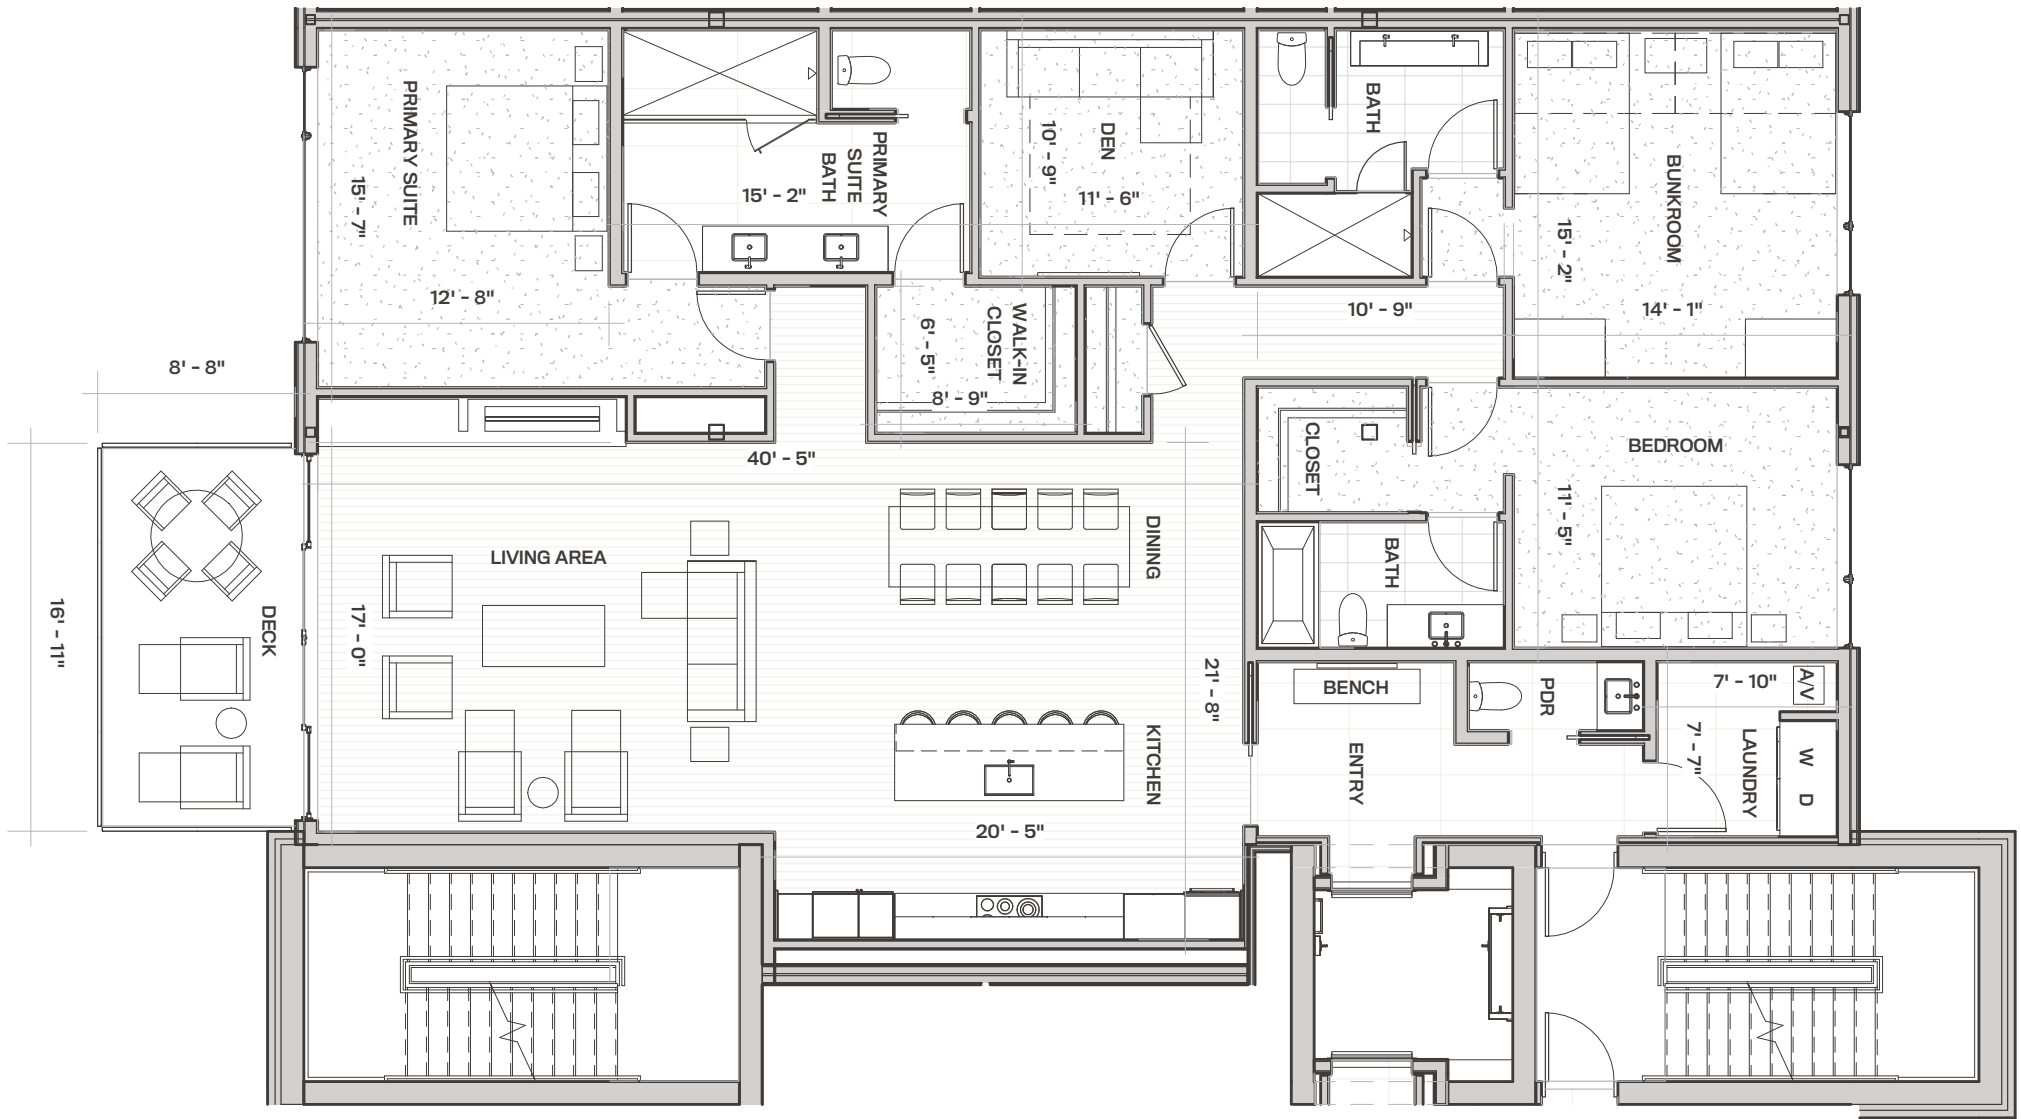 PRIMARY SUITE
15' - 7"
12' - 8"
PRIMARY
SUITE
BATH
15' - 2"
DEN
10' - 9"
11' - 6"
BATH
BUNKROOM
15' - 2"
14' - 1"
10' - 9"
WALK-IN
CLOSET
6' - 5"
8' - 9"
8' - 8"
16' - 11"
DECK
40' - 5"
LIVING AREA
17' - 0"
DINING
21' - 8"
KITCHEN
20' - 5"
CLOSET
BATH
BEDROOM
11' - 5"
BENCH
ENTRY
PDR
7' - 10"
A/V
7' - 7"
LAUNDRY
W
D